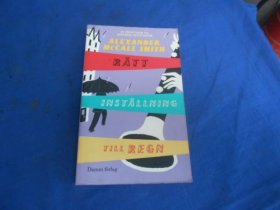 ALEXANDER
McCALL SMITH
RÄTT
INSTÄLLNING
TILL REGN
Damm förlag